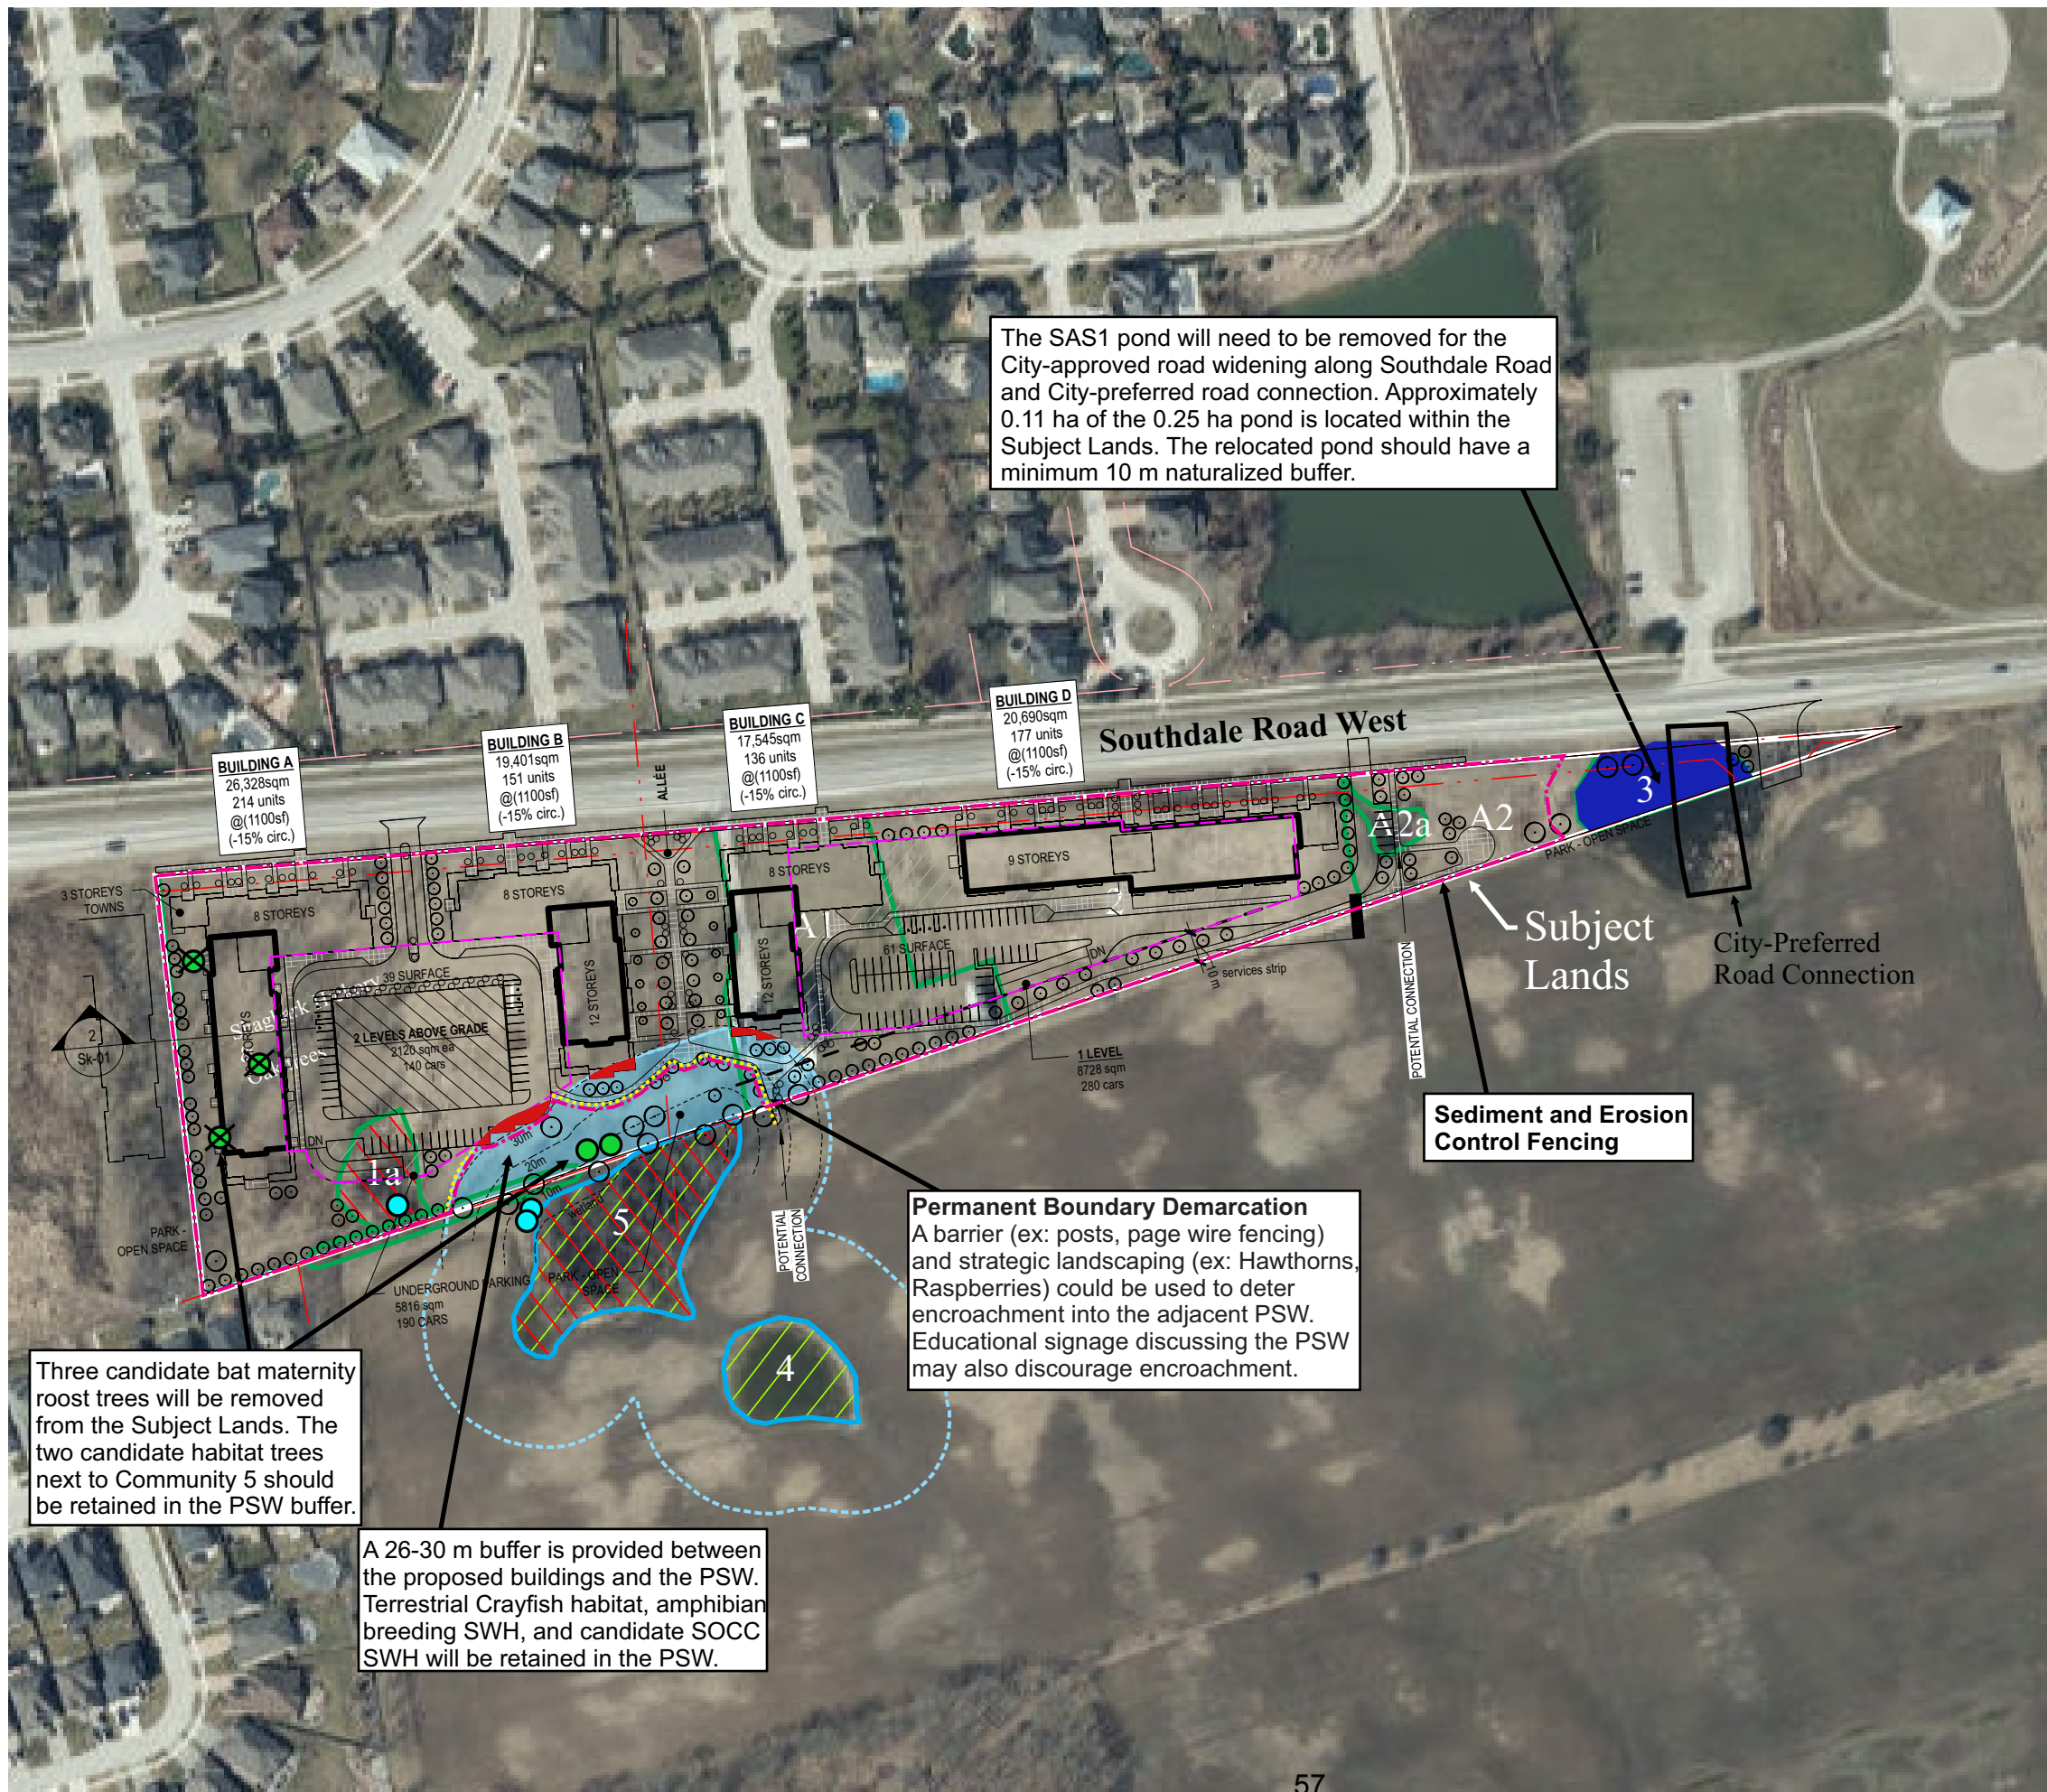 The SAS1 pond will need to be removed for the
City-approved road widening along Southdale Road
and City-preferred road connection. Approximately
0.11 ha of the 0.25 ha pond is located within the
Subject Lands. The relocated pond should have a
minimum 10 m naturalized buffer.
BUILDING A
26,328sqm
214 units
@(1100sf)
(-15% circ.)
BUILDING B
19,401sqm
151 units
@(1100sf)
(-15% circ.)
BUILDING C
17,545sqm
136 units
@(1100sf)
(-15% circ.)
BUILDING D
20,690sqm
177 units
@(1100sf)
(-15% circ.)
Southdale Road West
ALLÉE
3 STOREYS
TOWNS
8 STOREYS
8 STOREYS
8 STOREYS
9 STOREYS
A2a
A2
3
PARK - OPEN SPACE
A1
2
39 SURFACE
61 SURFACE
12 STOREYS
12 STOREYS
STOREYS
Oak Trees
2 LEVELS ABOVE GRADE
2120 sqm ea
140 cars
2
Sk-01
DN
DN
10 m
services strip
Subject
Lands
City-Preferred
Road Connection
POTENTIAL CONNECTION
1 LEVEL
8728 sqm
280 cars
Sediment and Erosion
Control Fencing
1a
30m
20m
10m
wetland
5
4
PARK -
OPEN SPACE
UNDERGROUND PARKING
5816 sqm
190 CARS
PARK - OPEN
SPACE
POTENTIAL
CONNECTION
Permanent Boundary Demarcation
A barrier (ex: posts, page wire fencing)
and strategic landscaping (ex: Hawthorns,
Raspberries) could be used to deter
encroachment into the adjacent PSW.
Educational signage discussing the PSW
may also discourage encroachment.
Three candidate bat maternity
roost trees will be removed
from the Subject Lands. The
two candidate habitat trees
next to Community 5 should
be retained in the PSW buffer.
A 26-30 m buffer is provided between
the proposed buildings and the PSW.
Terrestrial Crayfish habitat, amphibian
breeding SWH, and candidate SOCC
SWH will be retained in the PSW.
57